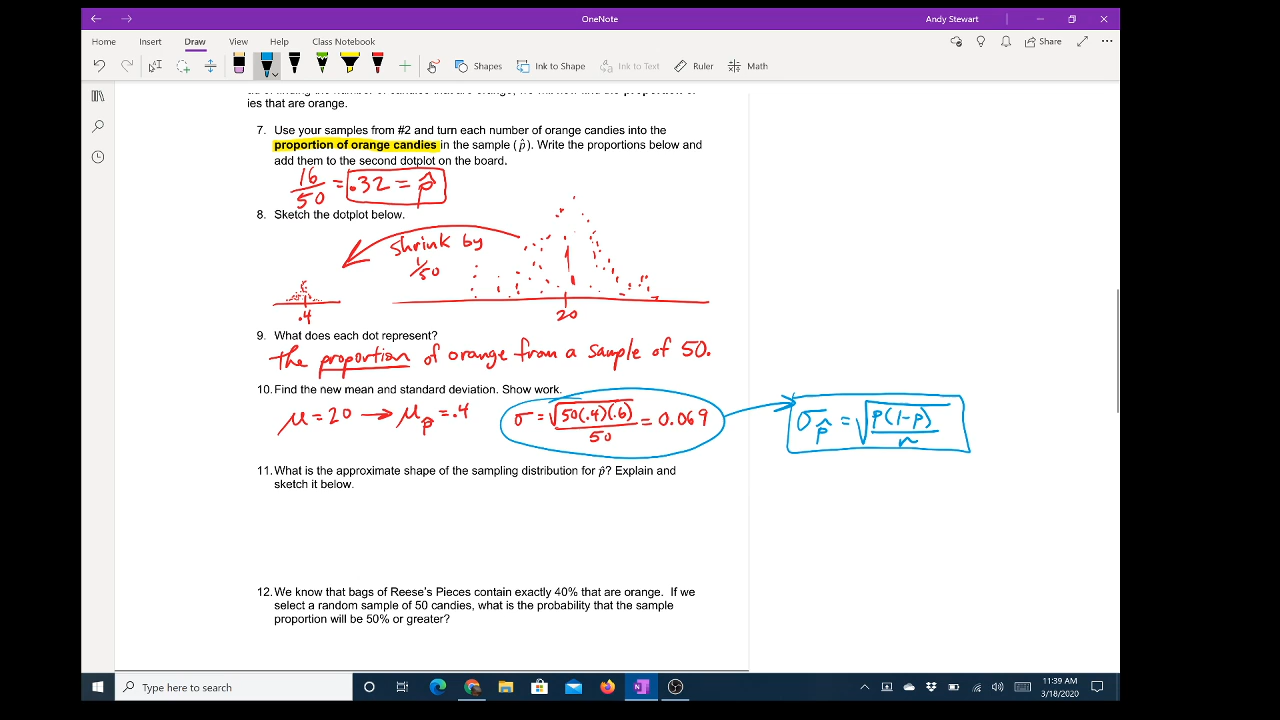 OneNote
Andy Stewart
Home Insert Draw View Help Class Notebook
Share
Shapes Ink to Shape Ink to Text Ruler Math
ies that are orange.
7. Use your samples from #2 and turn each number of orange candies into the
proportion of orange candies in the sample (p̂). Write the proportions below and
add them to the second dotplot on the board.
16/50 = .32 = p̂
8. Sketch the dotplot below.
Shrink by
1/50
.4
20
9. What does each dot represent?
The proportion of orange from a sample of 50.
10. Find the new mean and standard deviation. Show work.
μ = 20 → μp = .4
σ = √50(.4)(.6)/50 = 0.069
σp̂ = √p(1-p)/n
11. What is the approximate shape of the sampling distribution for p̂? Explain and
sketch it below.
12. We know that bags of Reese's Pieces contain exactly 40% that are orange. If we
select a random sample of 50 candies, what is the probability that the sample
proportion will be 50% or greater?
Type here to search
11:39 AM
3/18/2020